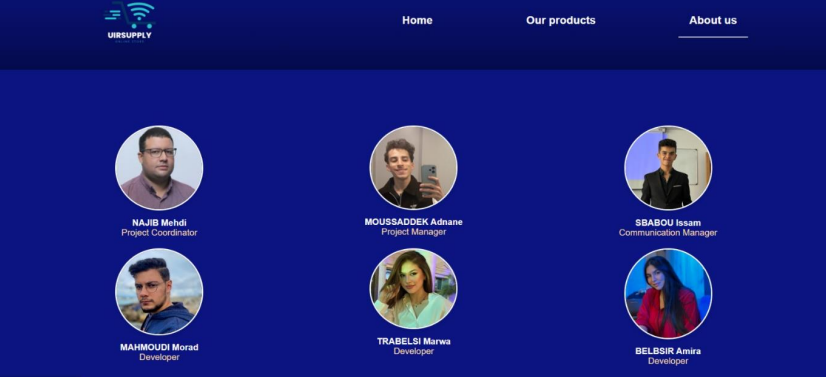 UIRSUPPLY
Home
Our products
About us
NAJIB Mehdi
Project Coordinator
MOUSSADDEK Adnane
Project Manager
SBABOU Issam
Communication Manager
MAHMOUDI Morad
Developer
TRABELSI Marwa
Developer
BELBSIR Amira
Developer